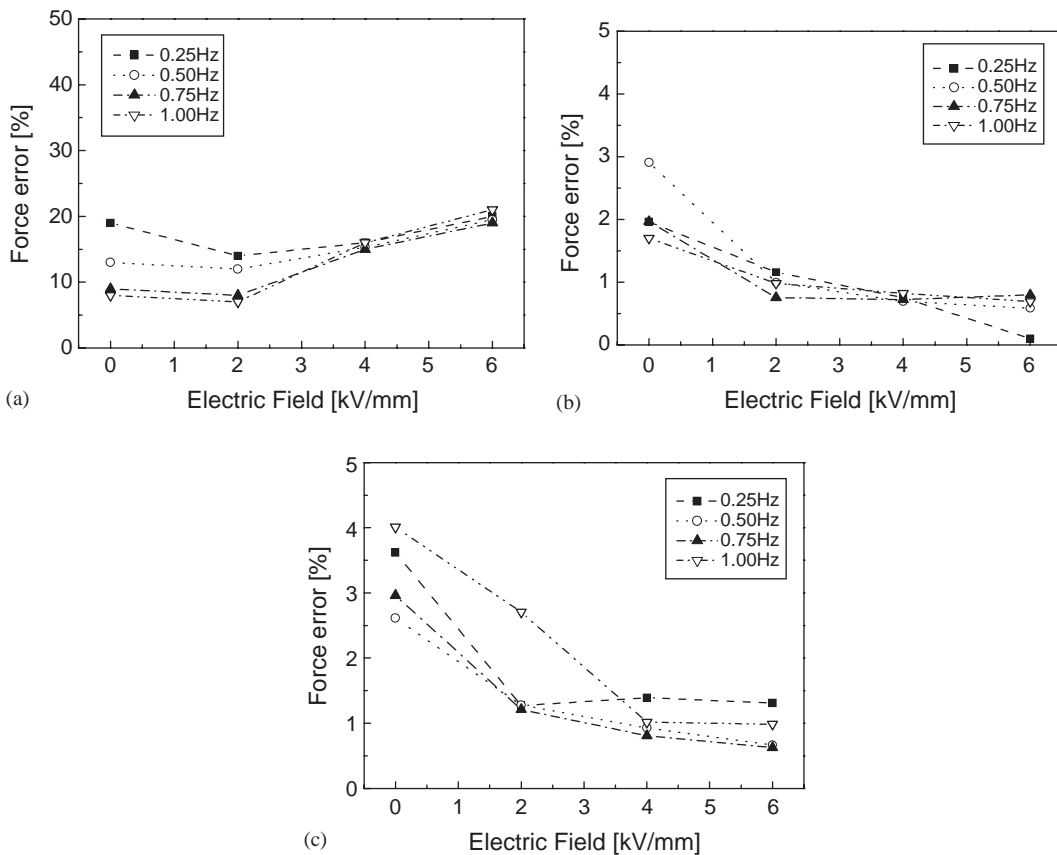 50
40
30
20
10
0
Force error [%]
0.25Hz
0.50Hz
0.75Hz
1.00Hz
0 1 2 4 5 6
Electric Field [kV/mm]
(a)
5
4
3
2
1
0
Force error [%]
0.25Hz
0.50Hz
0.75Hz
1.00Hz
0 1 2 4 5 6
Electric Field [kV/mm]
(b)
5
4
3
2
1
0
Force error [%]
0.25Hz
0.50Hz
0.75Hz
1.00Hz
0 1 2 4 5 6
Electric Field [kV/mm]
(c)